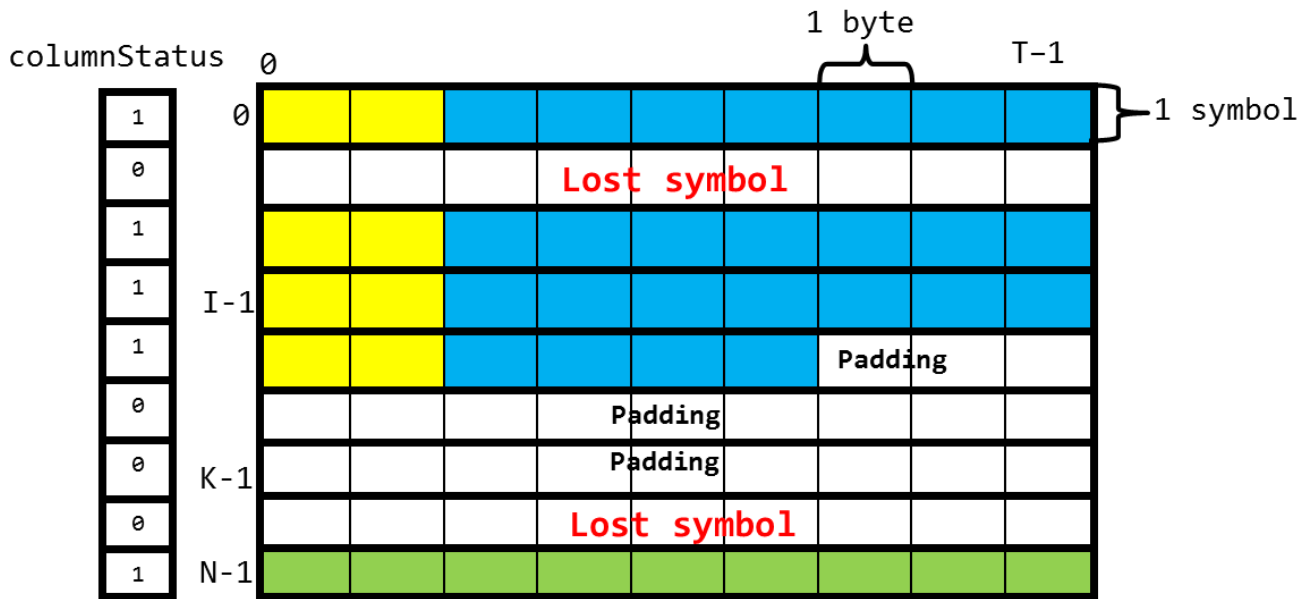 1 byte
columnStatus
0
T-1
1
0
1 symbol
0
Lost symbol
1
1
I-1
1
Padding
0
Padding
0
K-1
Padding
0
Lost symbol
1
N-1